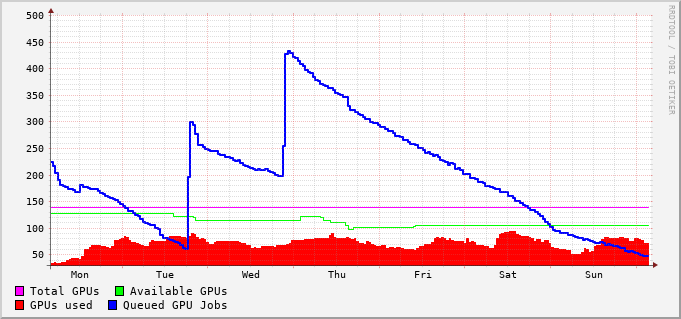 500
450
400
350
300
250
200
150
100
50
Mon Tue Wed Thu Fri Sat Sun
Total GPUs Available GPUs
GPUs used Queued GPU Jobs
RRDTOOL / TOBI OETIKER